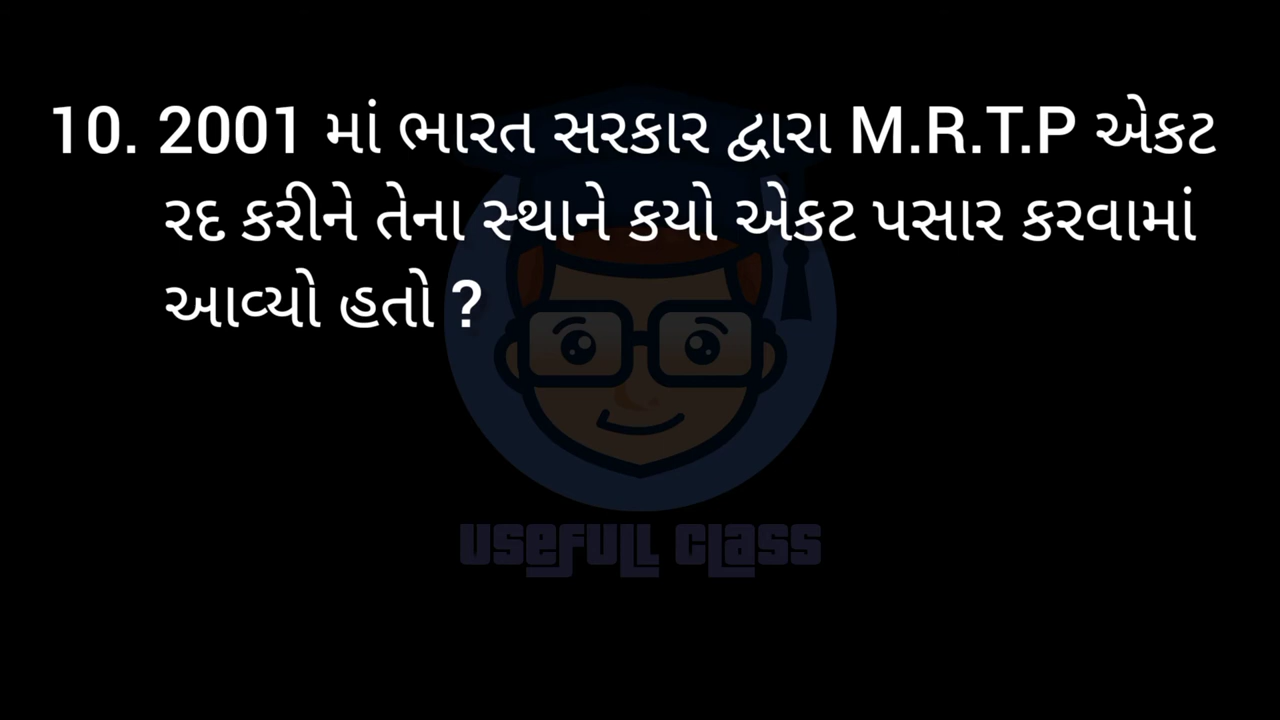 10. 2001 માં ભારત સરકાર દ્વારા M.R.T.P એકટ
રદ કરીને તેના સ્થાને કયો એકટ પસાર કરવામાં
આવ્યો હતો ?
USEFULL CLASS